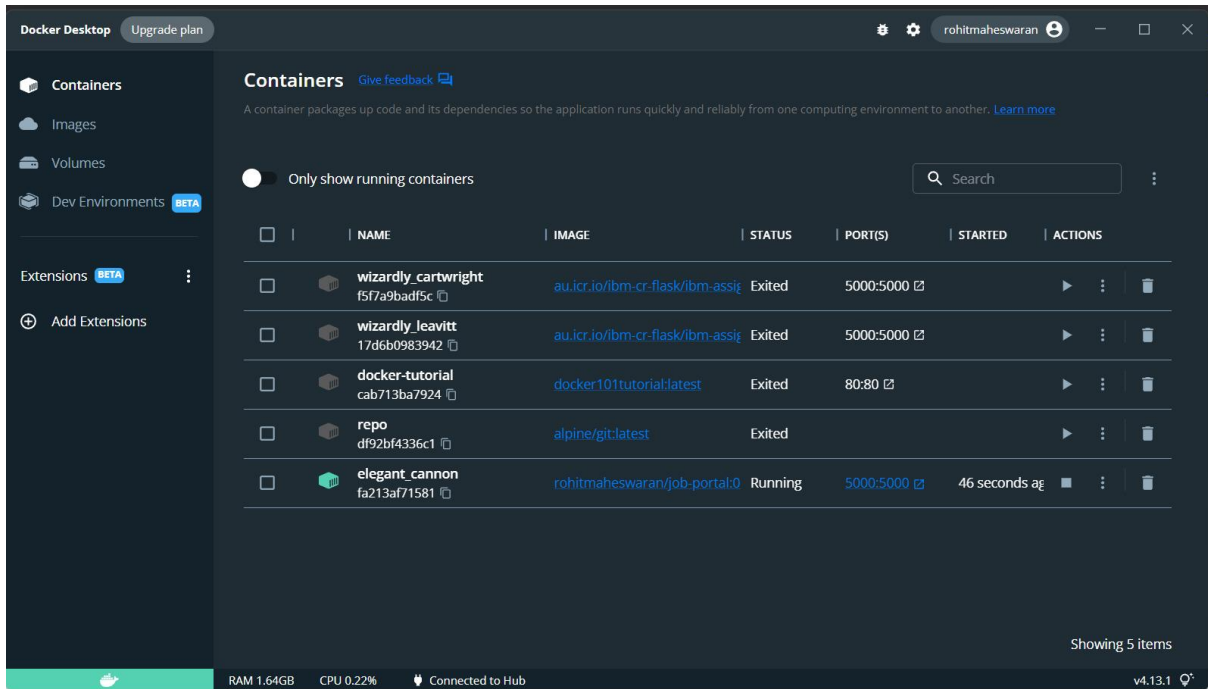 Docker Desktop Upgrade plan rohitmaheswaran
Containers
Images
Volumes
Dev Environments BETA
Extensions BETA
Add Extensions
Containers Give feedback
A container packages up code and its dependencies so the application runs quickly and reliably from one computing environment to another. Learn more
Only show running containers Search
NAME IMAGE STATUS PORT(S) STARTED ACTIONS
wizardly_cartwright
f5f7a9badf5c
au.icr.io/ibm-cr-flask/ibm-assig Exited 5000:5000
wizardly_leavitt
17d6b0983942
au.icr.io/ibm-cr-flask/ibm-assig Exited 5000:5000
docker-tutorial
cab713ba7924
docker101tutorial:latest Exited 80:80
repo
df92bf4336c1
alpine/git:latest Exited
elegant_cannon
fa213af71581
rohitmaheswaran/job-portal:0 Running 5000:5000 46 seconds ag
Showing 5 items
RAM 1.64GB CPU 0.22% Connected to Hub v4.13.1